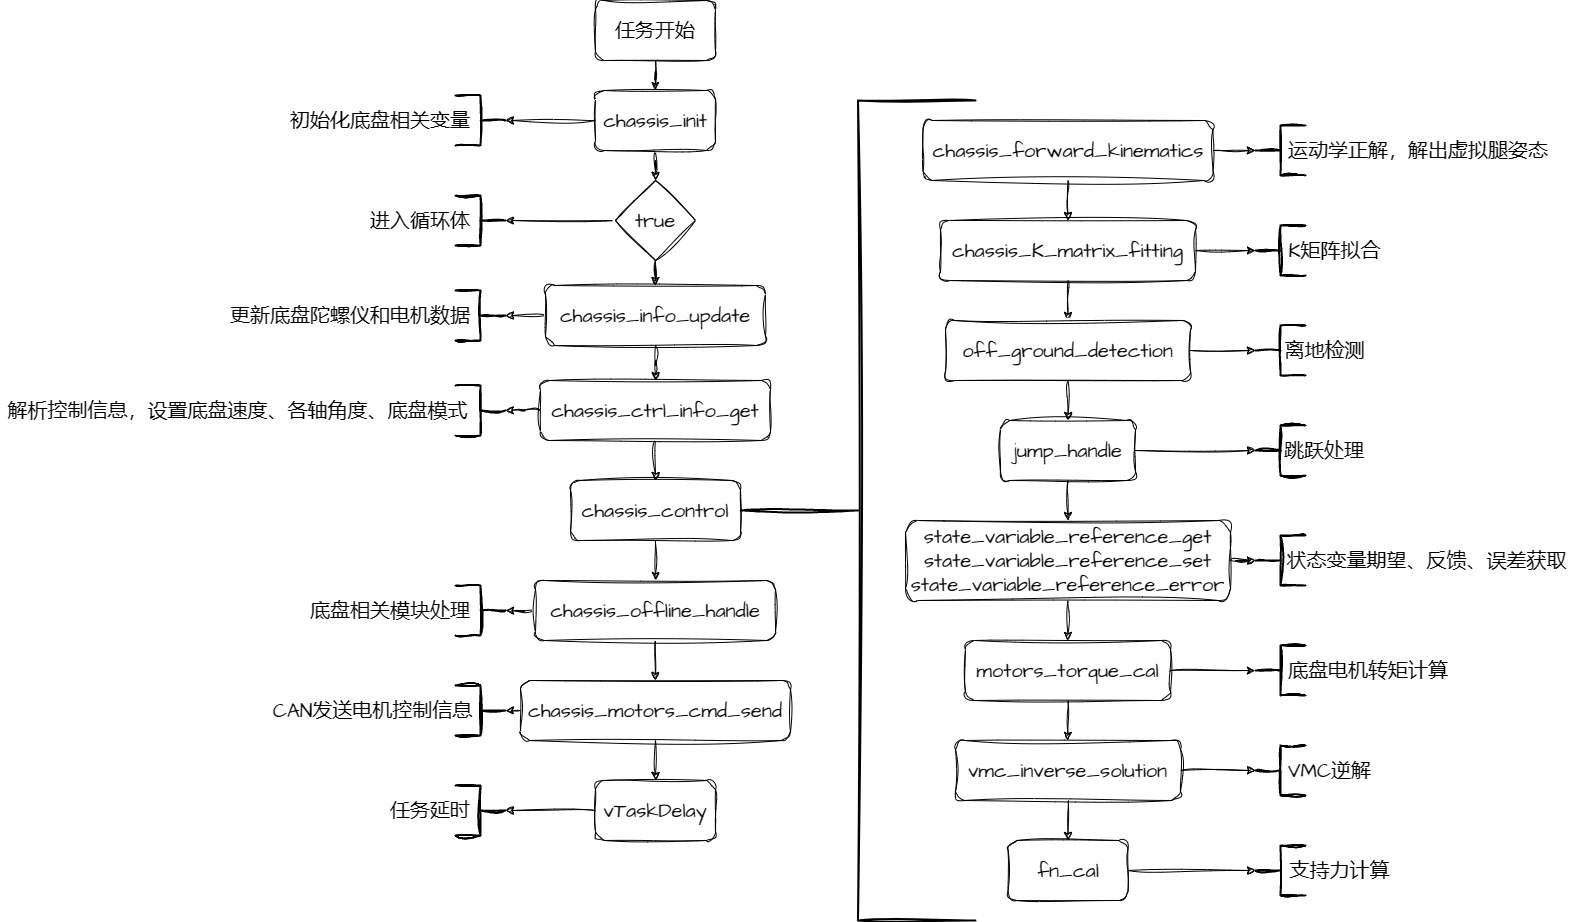 任务开始
初始化底盘相关变量
chassis_init
进入循环体
true
更新底盘陀螺仪和电机数据
chassis_info_update
解析控制信息，设置底盘速度、各轴角度、底盘模式
chassis_ctrl_info_get
chassis_control
底盘相关模块处理
chassis_offline_handle
CAN发送电机控制信息
chassis_motors_cmd_send
任务延时
vTaskDelay
chassis_forward_kinematics
运动学正解，解出虚拟腿姿态
chassis_K_matrix_fitting
K矩阵拟合
off_ground_detection
离地检测
jump_handle
跳跃处理
state_variable_reference_get
state_variable_reference_set
state_variable_reference_error
状态变量期望、反馈、误差获取
motors_torque_cal
底盘电机转矩计算
vmc_inverse_solution
VMC逆解
fn_cal
支持力计算